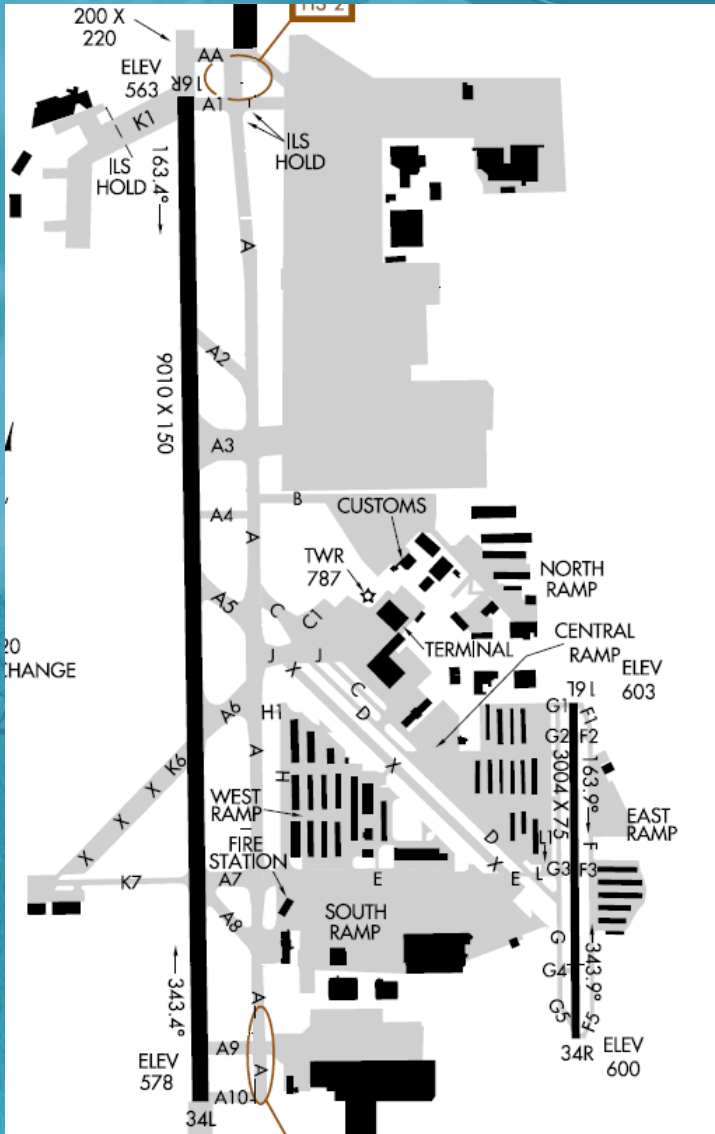 HS 2
200 X
220
AA
ELEV
563
16R
A1
K1
ILS
HOLD
ILS
HOLD
163.4°
A
A2
9010 X 150
A3
B
CUSTOMS
A4
A
TWR
787
NORTH
RAMP
A5
C
C1
TERMINAL
CENTRAL
RAMP
20
CHANGE
J
J
X
ELEV
603
16L
C
D
A6
H1
G1
F1
G2
F2
A
X
K6
H
X
3004 X 75
163.9°
X
WEST
RAMP
EAST
RAMP
X
D
L1
FIRE
STATION
X
F
X
G3
F3
K7
A7
E
E
L
A8
SOUTH
RAMP
G
343.4°
G4
343.9°
A
G5
F5
A9
ELEV
578
A
34R
ELEV
600
A10
34L